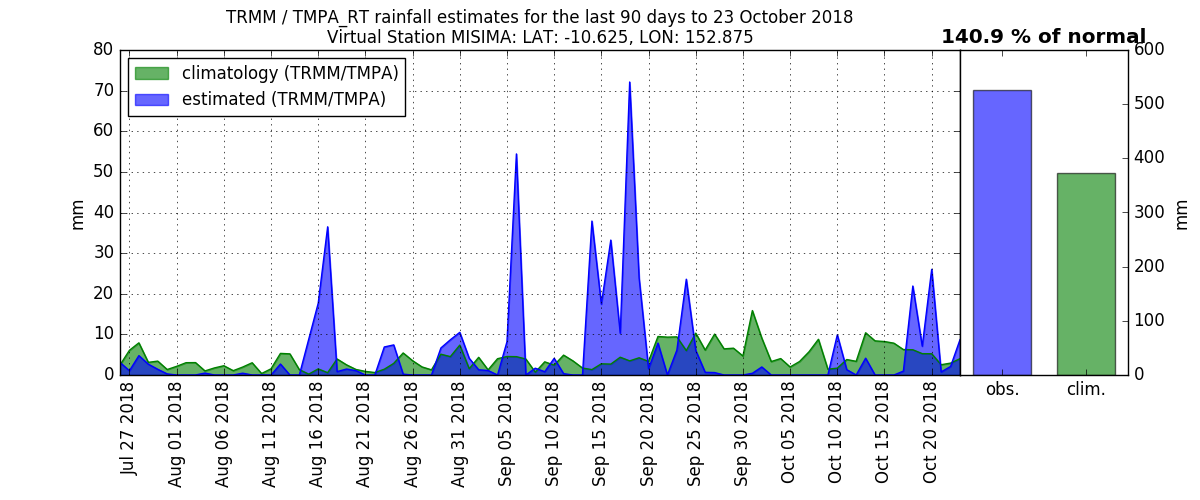 TRMM / TMPA_RT rainfall estimates for the last 90 days to 23 October 2018
Virtual Station MISIMA: LAT: -10.625, LON: 152.875
140.9 % of normal
climatology (TRMM/TMPA)
estimated (TRMM/TMPA)
80
70
60
50
40
30
20
10
0
mm
600
500
400
300
200
100
0
mm
Jul 27 2018
Aug 01 2018
Aug 06 2018
Aug 11 2018
Aug 16 2018
Aug 21 2018
Aug 26 2018
Aug 31 2018
Sep 05 2018
Sep 10 2018
Sep 15 2018
Sep 20 2018
Sep 25 2018
Sep 30 2018
Oct 05 2018
Oct 10 2018
Oct 15 2018
Oct 20 2018
obs.
clim.